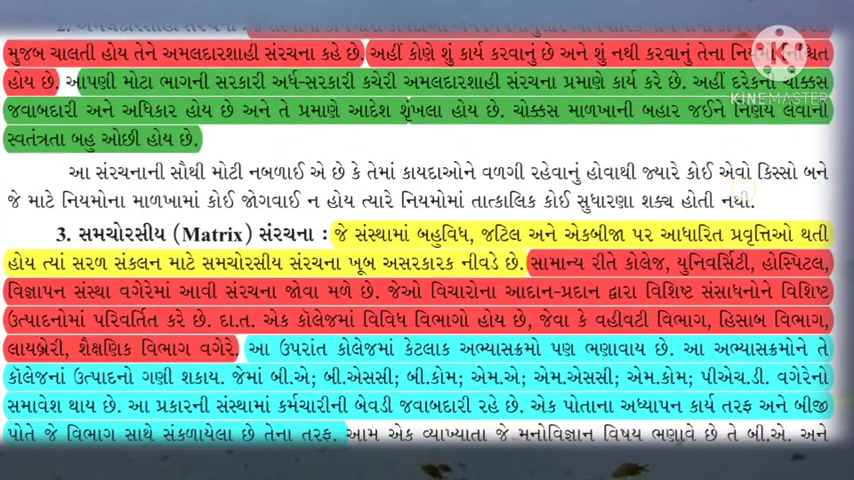 2. અમલદારશાહી સંરચના :
મુજબ ચાલતી હોય તેને અમલદારશાહી સંરચના કહે છે. અહીં કોણે શું કાર્ય કરવાનું છે અને શું નથી કરવાનું તેના
હોય છે. આપણી મોટા ભાગની સરકારી અર્ધ-સરકારી કચેરી અમલદારશાહી સંરચના પ્રમાણે કાર્ય કરે છે. અહીં દરેકની ચોક્કસ
જવાબદારી અને અધિકાર હોય છે અને તે પ્રમાણે આદેશ શૃંખલા હોય છે. ચોક્કસ માળખાની બહાર જઈને નિર્ણય લેવાની
સ્વતંત્રતા બહુ ઓછી હોય છે.
આ સંરચનાની સૌથી મોટી નબળાઈ એ છે કે તેમાં કાયદાઓને વળગી રહેવાનું હોવાથી જ્યારે કોઈ એવો કિસ્સો બને
જે માટે નિયમોના માળખામાં કોઈ જોગવાઈ ન હોય ત્યારે નિયમોમાં તાત્કાલિક કોઈ સુધારણા શક્ય હોતી નથી.
3. સમચોરસીય (Matrix) સંરચના : જે સંસ્થામાં બહુવિધ, જટિલ અને એકબીજા પર આધારિત પ્રવૃત્તિઓ થતી
હોય ત્યાં સરળ સંકલન માટે સમચોરસીય સંરચના ખૂબ અસરકારક નીવડે છે. સામાન્ય રીતે કોલેજ, યુનિવર્સિટી, હોસ્પિટલ,
વિજ્ઞાપન સંસ્થા વગેરેમાં આવી સંરચના જોવા મળે છે. જેઓ વિચારોના આદાન-પ્રદાન દ્વારા વિશિષ્ટ સંસાધનોને વિશિષ્ટ
ઉત્પાદનોમાં પરિવર્તિત કરે છે. દા.ત. એક કૉલેજમાં વિવિધ વિભાગો હોય છે, જેવા કે વહીવટી વિભાગ, હિસાબ વિભાગ,
લાયબ્રેરી, શૈક્ષણિક વિભાગ વગેરે. આ ઉપરાંત કોલેજમાં કેટલાક અભ્યાસક્રમો પણ ભણાવાય છે. આ અભ્યાસક્રમોને તે
કૉલેજનાં ઉત્પાદનો ગણી શકાય. જેમાં બી.એ; બી.એસસી; બી.કોમ; એમ.એ; એમ.એસસી; એમ.કોમ; પીએચ.ડી. વગેરેનો
સમાવેશ થાય છે. આ પ્રકારની સંસ્થામાં કર્મચારીની બેવડી જવાબદારી રહે છે. એક પોતાના અધ્યાપન કાર્ય તરફ અને બીજી
પોતે જે વિભાગ સાથે સંકળાયેલા છે તેના તરફ. આમ એક વ્યાખ્યાતા જે મનોવિજ્ઞાન વિષય ભણાવે છે તે બી.એ. અને
KINEMASTER